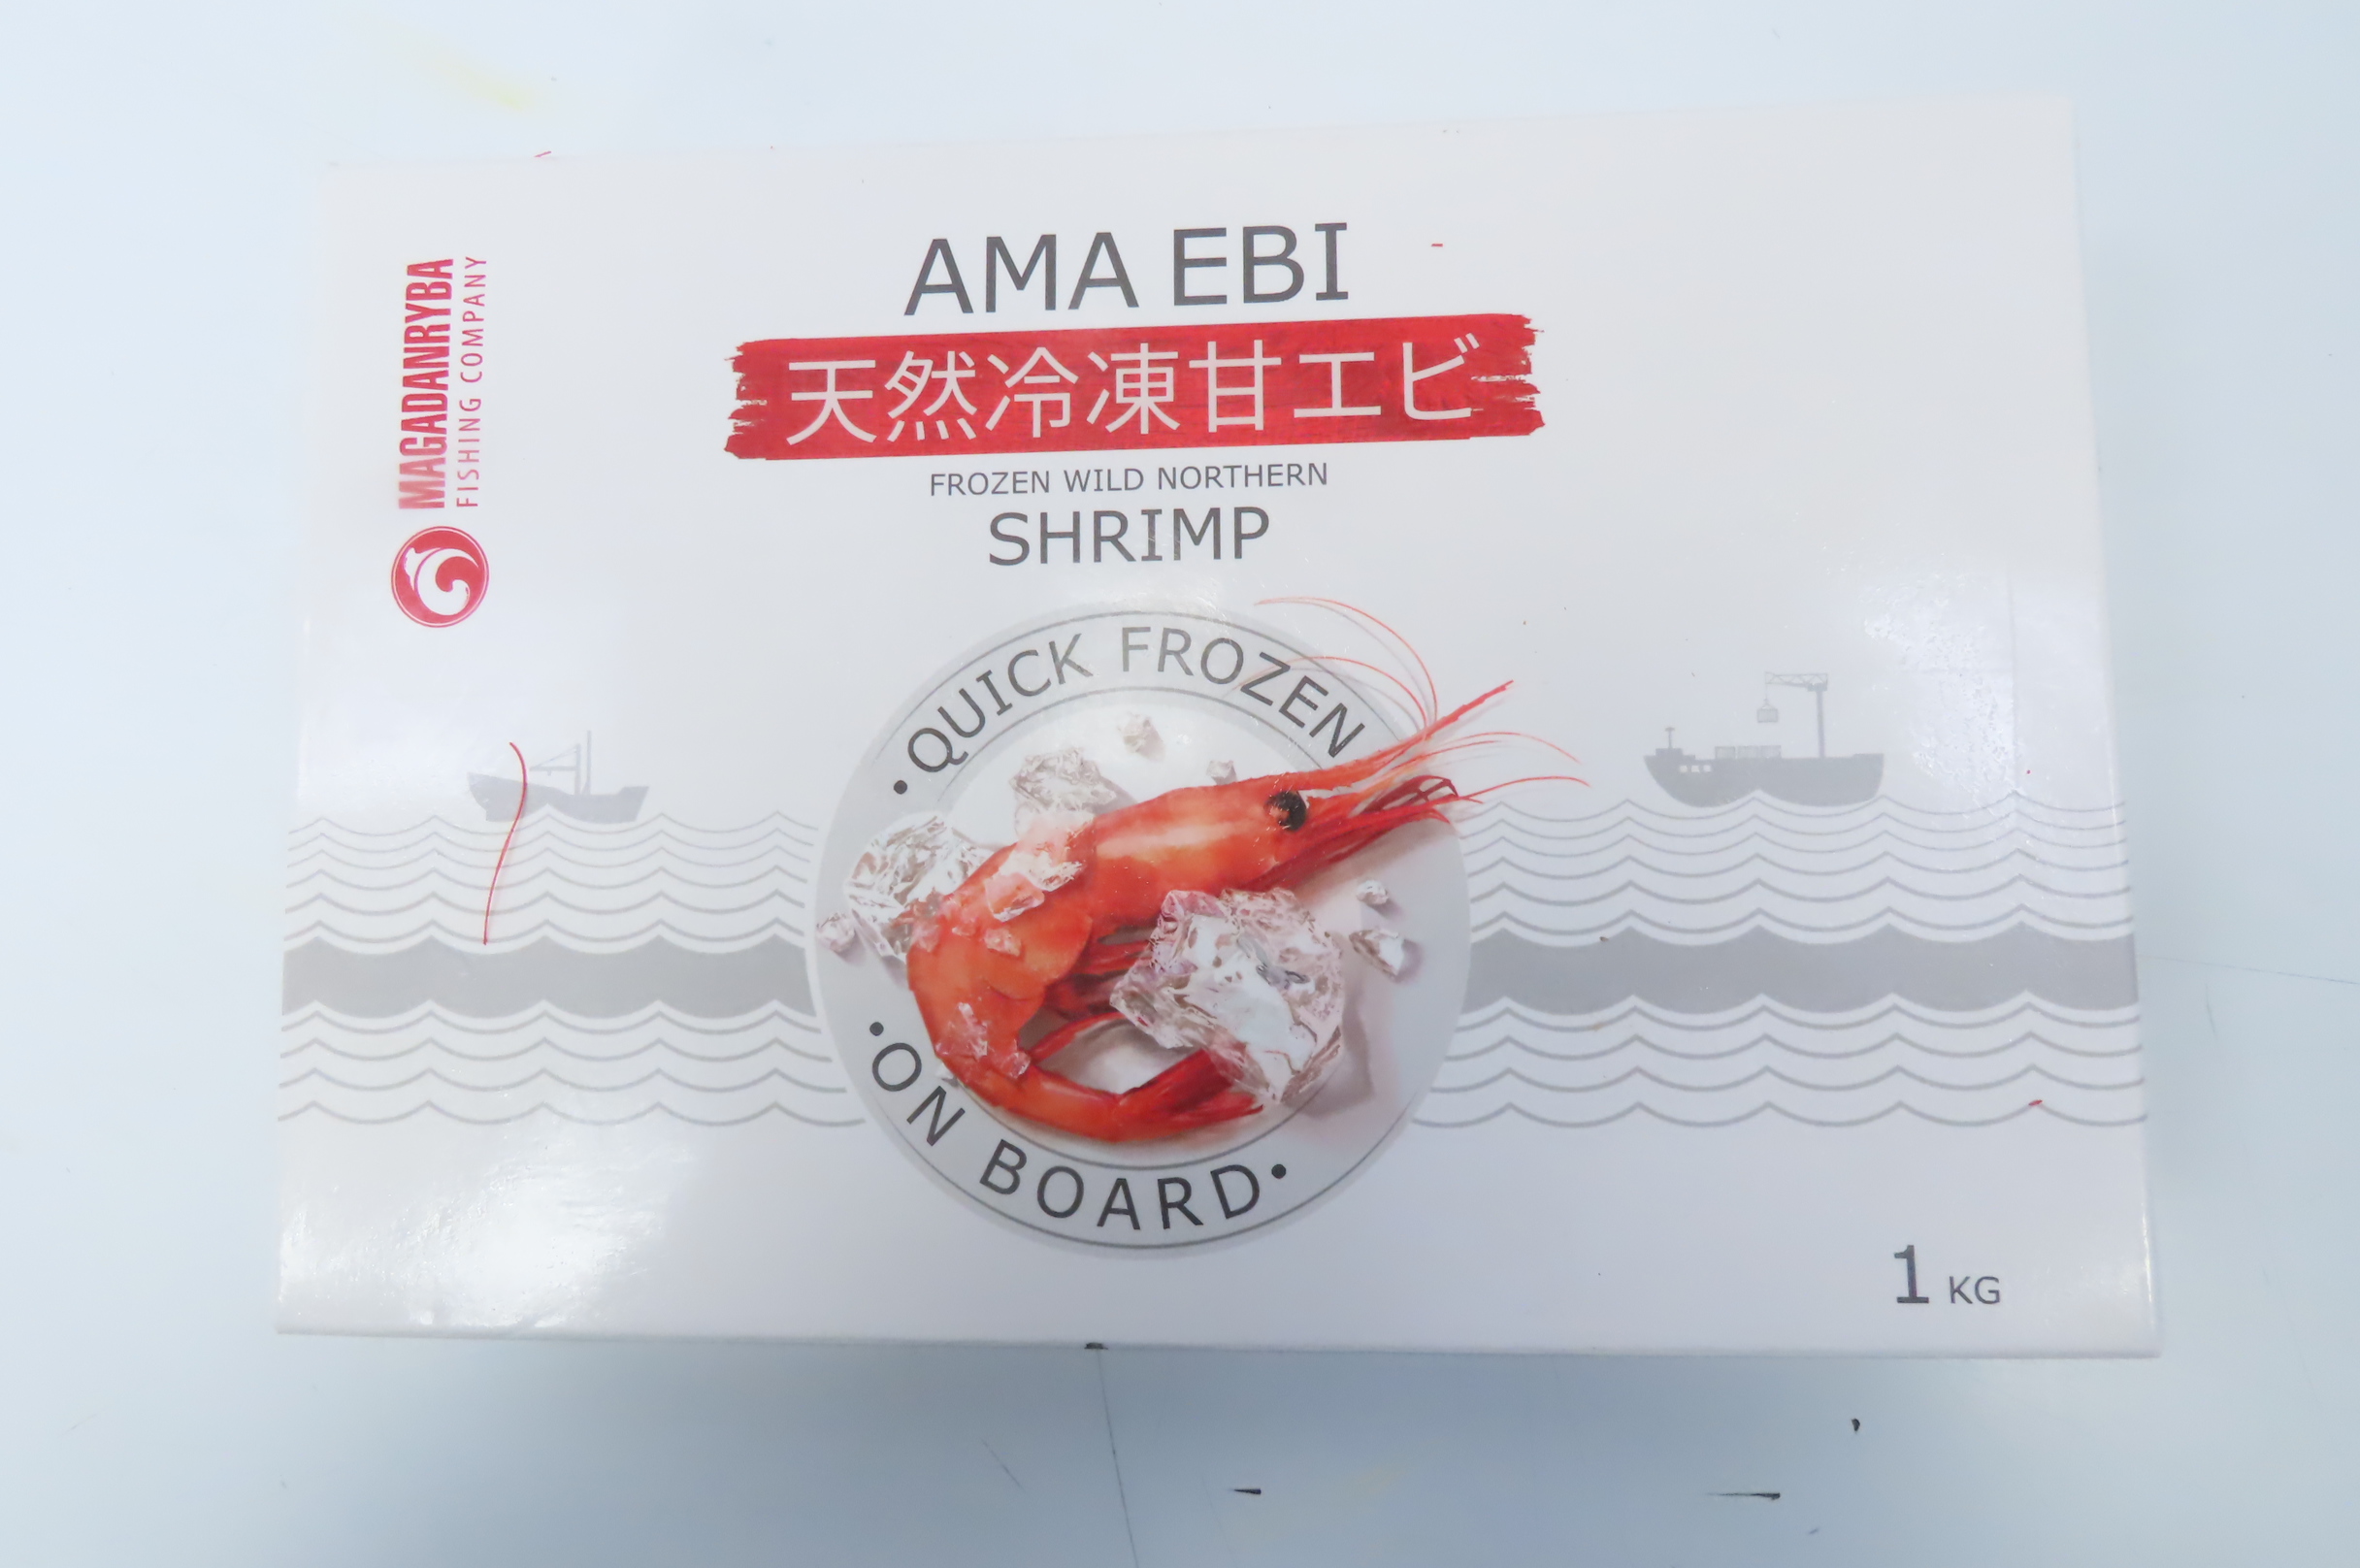 AMA EBI
天然冷凍甘エビ
FROZEN WILD NORTHERN
SHRIMP
MAGADANRYBA
FISHING COMPANY
•QUICK FROZEN
•ON BOARD•
1 KG